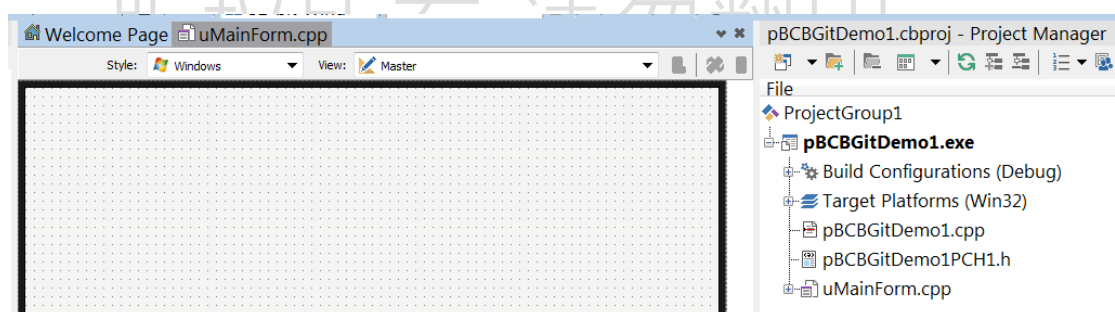 Welcome Page uMainForm.cpp
Style: Windows View: Master
pBCBGitDemo1.cbproj - Project Manager
File
ProjectGroup1
pBCBGitDemo1.exe
Build Configurations (Debug)
Target Platforms (Win32)
pBCBGitDemo1.cpp
pBCBGitDemo1PCH1.h
uMainForm.cpp